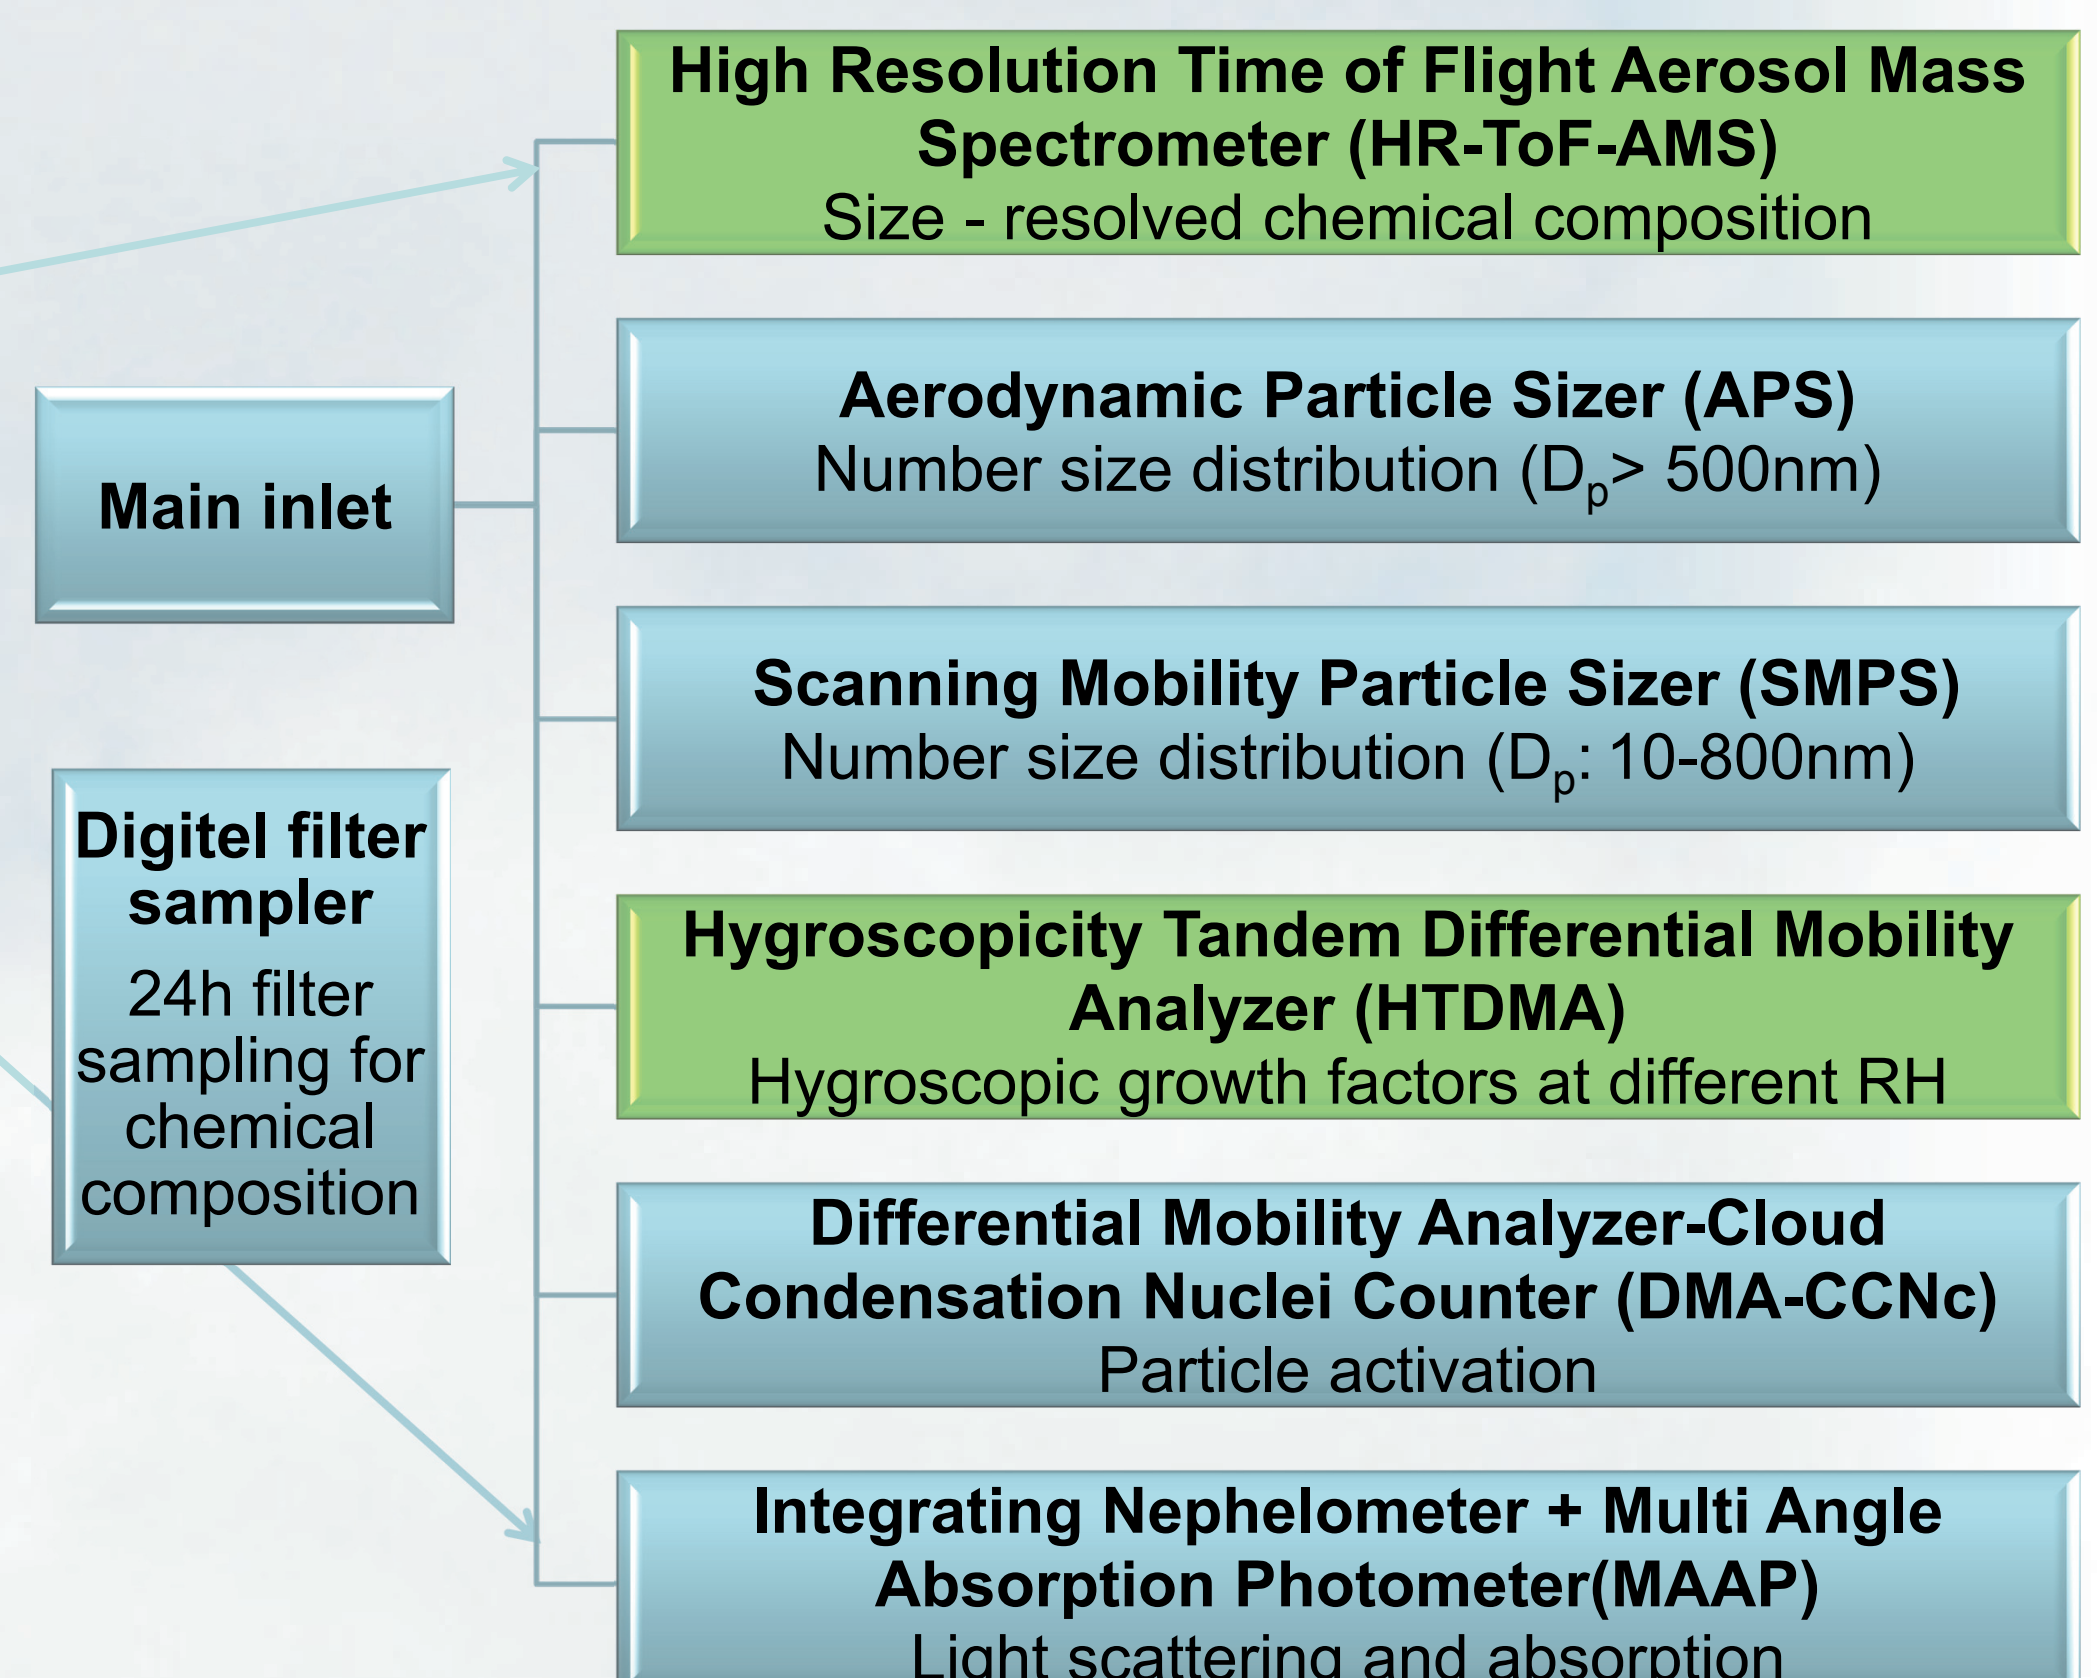 High Resolution Time of Flight Aerosol Mass
Spectrometer (HR-ToF-AMS)
Size - resolved chemical composition
Aerodynamic Particle Sizer (APS)
Number size distribution (Dp> 500nm)
Main inlet
Scanning Mobility Particle Sizer (SMPS)
Number size distribution (Dp: 10-800nm)
Digitel filter
sampler
24h filter
sampling for
chemical
composition
Hygroscopicity Tandem Differential Mobility
Analyzer (HTDMA)
Hygroscopic growth factors at different RH
Differential Mobility Analyzer-Cloud
Condensation Nuclei Counter (DMA-CCNc)
Particle activation
Integrating Nephelometer + Multi Angle
Absorption Photometer(MAAP)
Light scattering and absorption